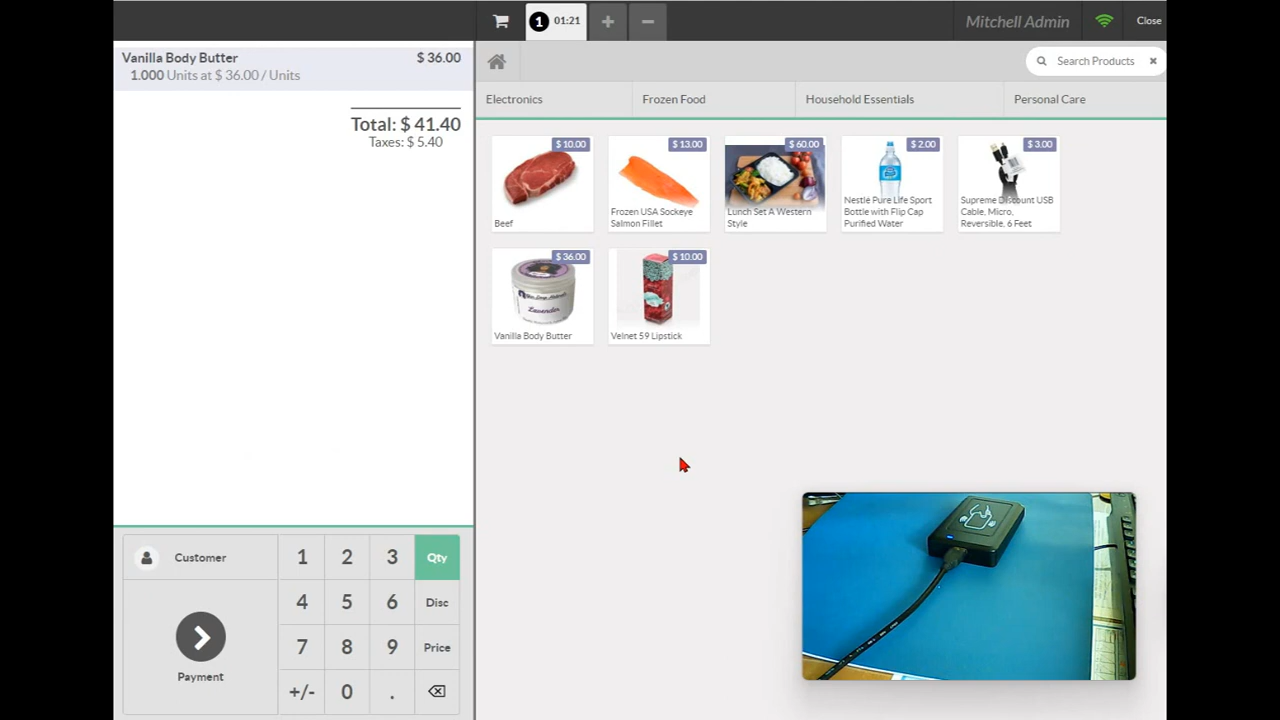 1 01:21
+
−
Mitchell Admin
Close
Vanilla Body Butter $ 36.00
1.000 Units at $ 36.00 / Units
Total: $ 41.40
Taxes: $ 5.40
Search Products ×
Electronics
Frozen Food
Household Essentials
Personal Care
$ 10.00
Beef
$ 13.00
Frozen USA Sockeye
Salmon Fillet
$ 60.00
Lunch Set A Western
Style
$ 2.00
Nestle Pure Life Sport
Bottle with Flip Cap
Purified Water
$ 3.00
Supreme Discount USB
Cable, Micro,
Reversible, 6 Feet
$ 36.00
Lavender
Vanilla Body Butter
$ 10.00
Velnet 59 Lipstick
Customer
Payment
1 2 3 Qty
4 5 6 Disc
7 8 9 Price
+/- 0 .